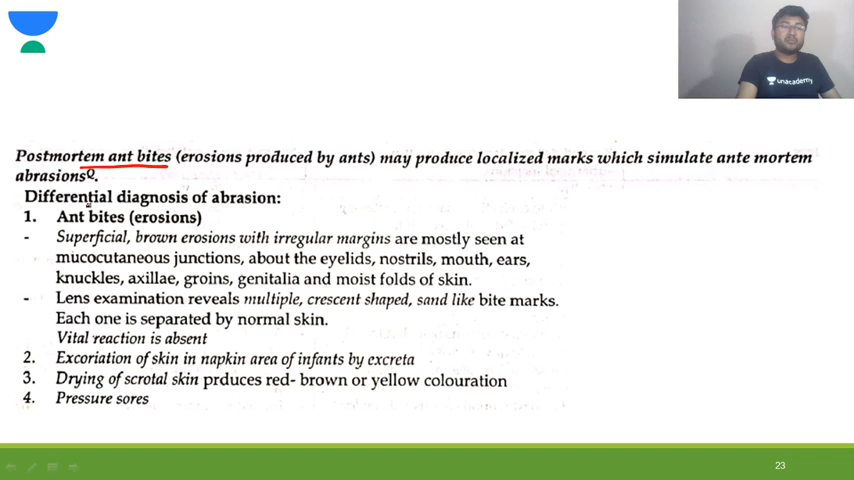 unacademy
Postmortem ant bites (erosions produced by ants) may produce localized marks which simulate ante mortem
abrasionsQ.
Differential diagnosis of abrasion:
1. Ant bites (erosions)
- Superficial, brown erosions with irregular margins are mostly seen at
mucocutaneous junctions, about the eyelids, nostrils, mouth, ears,
knuckles, axillae, groins, genitalia and moist folds of skin.
- Lens examination reveals multiple, crescent shaped, sand like bite marks.
Each one is separated by normal skin.
Vital reaction is absent
2. Excoriation of skin in napkin area of infants by excreta
3. Drying of scrotal skin prduces red- brown or yellow colouration
4. Pressure sores
23